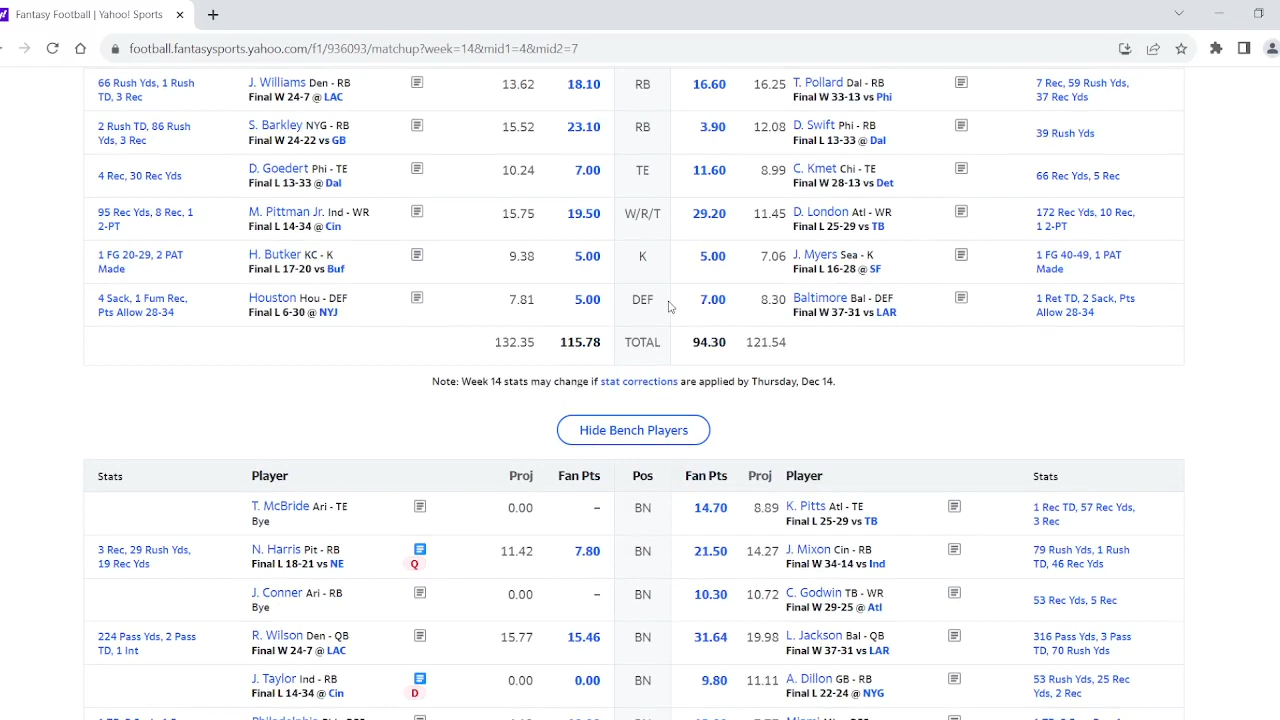 Fantasy Football | Yahoo! Sports
football.fantasysports.yahoo.com/f1/936093/matchup?week=14&mid1=4&mid2=7
66 Rush Yds, 1 Rush J. Williams Den - RB 13.62 18.10 RB 16.60 16.25 T. Pollard Dal - RB 7 Rec, 59 Rush Yds,
TD, 3 Rec Final W 24-7 @ LAC Final W 33-13 vs Phi 37 Rec Yds
2 Rush TD, 86 Rush S. Barkley NYG - RB 15.52 23.10 RB 3.90 12.08 D. Swift Phi - RB 39 Rush Yds
Yds, 3 Rec Final W 24-22 vs GB Final L 13-33 @ Dal
4 Rec, 30 Rec Yds D. Goedert Phi - TE 10.24 7.00 TE 11.60 8.99 C. Kmet Chi - TE 66 Rec Yds, 5 Rec
Final L 13-33 @ Dal Final W 28-13 vs Det
95 Rec Yds, 8 Rec, 1 M. Pittman Jr. Ind - WR 15.75 19.50 W/R/T 29.20 11.45 D. London Atl - WR 172 Rec Yds, 10 Rec,
2-PT Final L 14-34 @ Cin Final L 25-29 vs TB 1 2-PT
1 FG 20-29, 2 PAT H. Butker KC - K 9.38 5.00 K 5.00 7.06 J. Myers Sea - K 1 FG 40-49, 1 PAT
Made Final L 17-20 vs Buf Final L 16-28 @ SF Made
4 Sack, 1 Fum Rec, Houston Hou - DEF 7.81 5.00 DEF 7.00 8.30 Baltimore Bal - DEF 1 Ret TD, 2 Sack, Pts
Pts Allow 28-34 Final L 6-30 @ NYJ Final W 37-31 vs LAR Allow 28-34
132.35 115.78 TOTAL 94.30 121.54
Note: Week 14 stats may change if stat corrections are applied by Thursday, Dec 14.
Hide Bench Players
Stats Player Proj Fan Pts Pos Fan Pts Proj Player Stats
T. McBride Ari - TE 0.00 – BN 14.70 8.89 K. Pitts Atl - TE 1 Rec TD, 57 Rec Yds,
Bye Final L 25-29 vs TB 3 Rec
3 Rec, 29 Rush Yds, N. Harris Pit - RB 11.42 7.80 BN 21.50 14.27 J. Mixon Cin - RB 79 Rush Yds, 1 Rush
19 Rec Yds Final L 18-21 vs NE Q Final W 34-14 vs Ind TD, 46 Rec Yds
J. Conner Ari - RB 0.00 – BN 10.30 10.72 C. Godwin TB - WR 53 Rec Yds, 5 Rec
Bye Final W 29-25 @ Atl
224 Pass Yds, 2 Pass R. Wilson Den - QB 15.77 15.46 BN 31.64 19.98 L. Jackson Bal - QB 316 Pass Yds, 3 Pass
TD, 1 Int Final W 24-7 @ LAC Final W 37-31 vs LAR TD, 70 Rush Yds
J. Taylor Ind - RB 0.00 0.00 BN 9.80 11.11 A. Dillon GB - RB 53 Rush Yds, 25 Rec
Final L 14-34 @ Cin D Final L 22-24 @ NYG Yds, 2 Rec